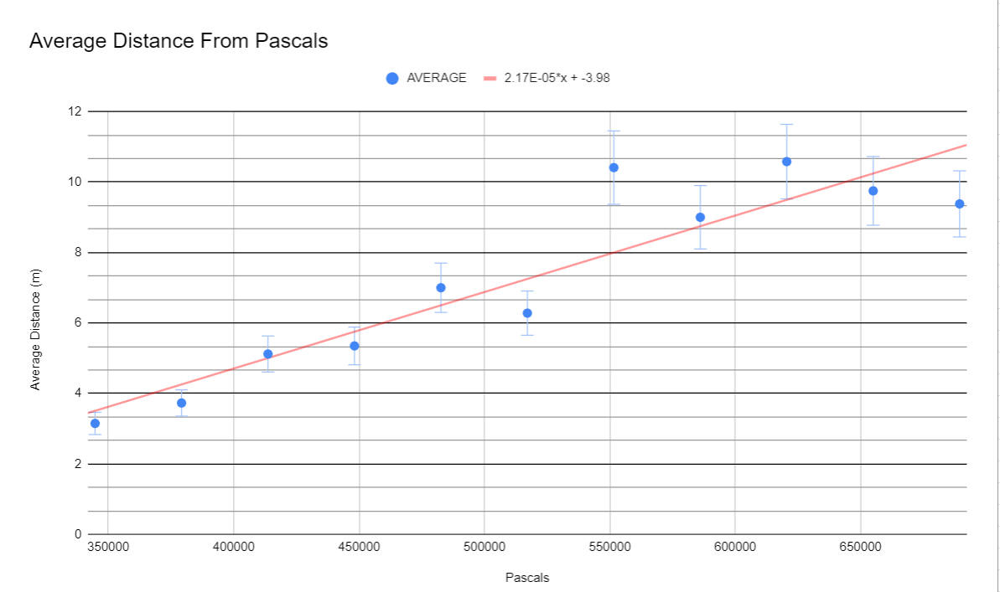 Average Distance From Pascals
AVERAGE 2.17E-05*x + -3.98
12
10
8
6
4
2
0
Average Distance (m)
350000 400000 450000 500000 550000 600000 650000
Pascals